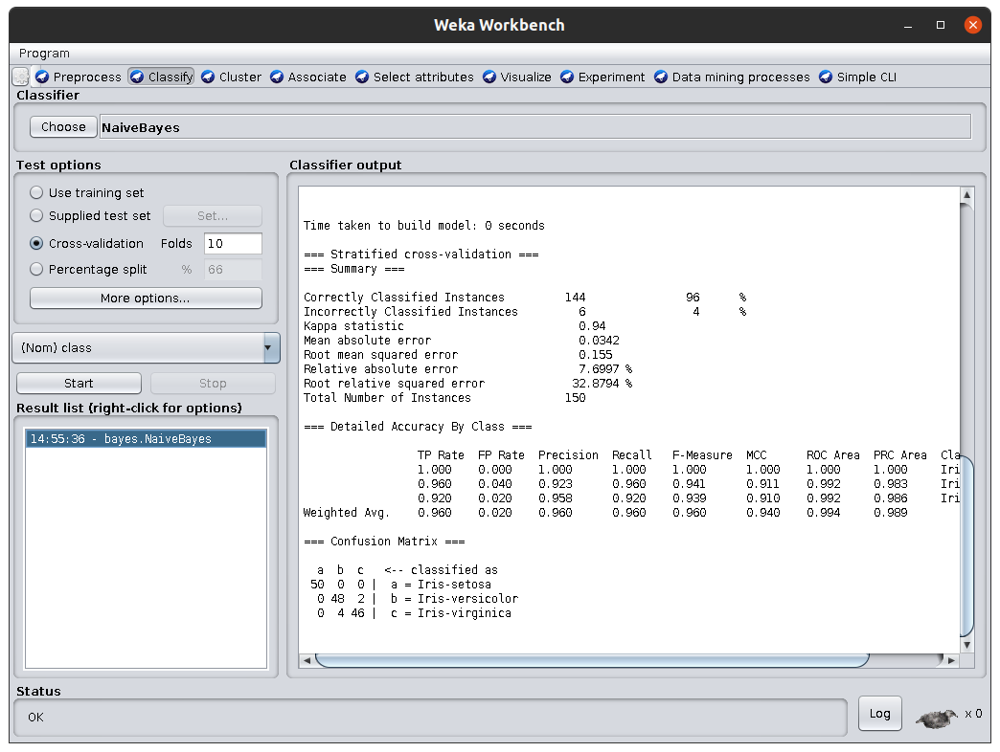 Weka Workbench
Program
Preprocess Classify Cluster Associate Select attributes Visualize Experiment Data mining processes Simple CLI
Classifier
Choose NaiveBayes
Test options
Use training set
Supplied test set Set...
Cross-validation Folds 10
Percentage split % 66
More options...
(Nom) class
Start Stop
Result list (right-click for options)
14:55:36 - bayes.NaiveBayes
Classifier output
Time taken to build model: 0 seconds
=== Stratified cross-validation ===
=== Summary ===
Correctly Classified Instances 144 96 %
Incorrectly Classified Instances 6 4 %
Kappa statistic 0.94
Mean absolute error 0.0342
Root mean squared error 0.155
Relative absolute error 7.6997 %
Root relative squared error 32.8794 %
Total Number of Instances 150
=== Detailed Accuracy By Class ===
TP Rate FP Rate Precision Recall F-Measure MCC ROC Area PRC Area Cla
1.000 0.000 1.000 1.000 1.000 1.000 1.000 1.000 Iri
0.960 0.040 0.923 0.960 0.941 0.911 0.992 0.983 Iri
0.920 0.020 0.958 0.920 0.939 0.910 0.992 0.986 Iri
Weighted Avg. 0.960 0.020 0.960 0.960 0.960 0.940 0.994 0.989
=== Confusion Matrix ===
a b c <-- classified as
50 0 0 | a = Iris-setosa
0 48 2 | b = Iris-versicolor
0 4 46 | c = Iris-virginica
Status
OK
Log
x 0